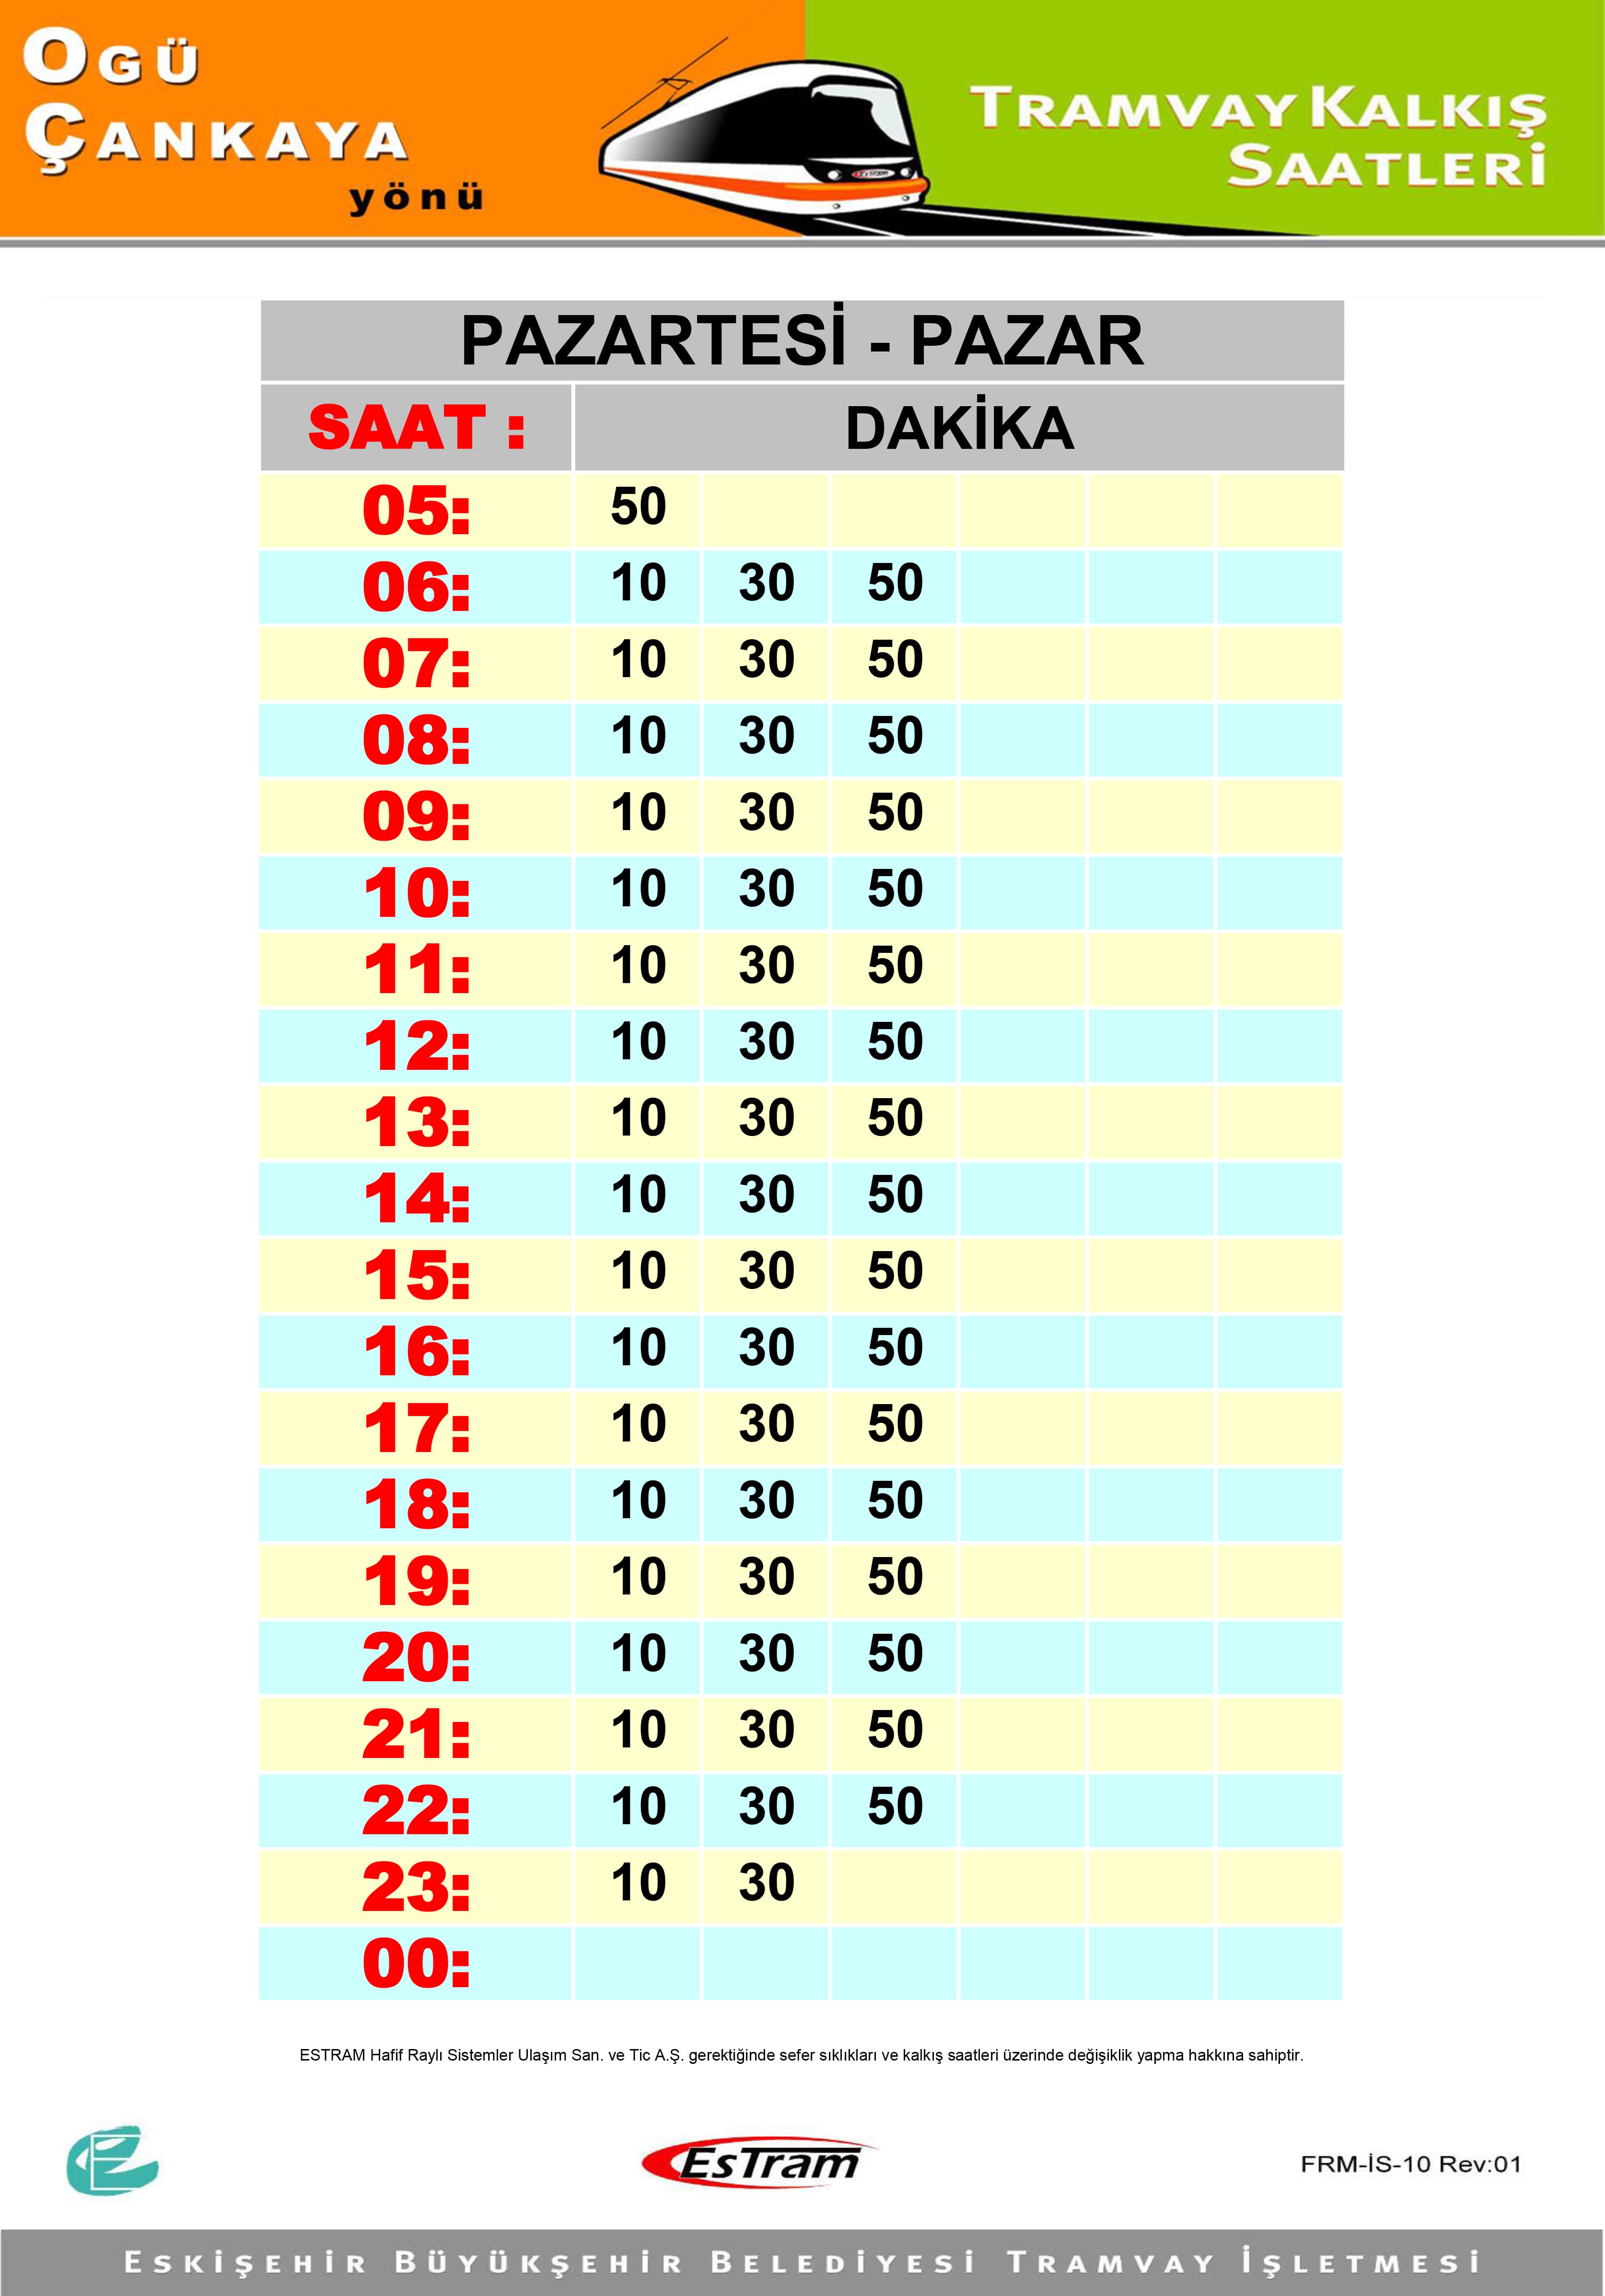 OGÜ
ÇANKAYA
yönü
TRAMVAY KALKIŞ
SAATLERİ
PAZARTESİ - PAZAR
SAAT : DAKİKA
05: 50
06: 10 30 50
07: 10 30 50
08: 10 30 50
09: 10 30 50
10: 10 30 50
11: 10 30 50
12: 10 30 50
13: 10 30 50
14: 10 30 50
15: 10 30 50
16: 10 30 50
17: 10 30 50
18: 10 30 50
19: 10 30 50
20: 10 30 50
21: 10 30 50
22: 10 30 50
23: 10 30
00:
ESTRAM Hafif Raylı Sistemler Ulaşım San. ve Tic A.Ş. gerektiğinde sefer sıklıkları ve kalkış saatleri üzerinde değişiklik yapma hakkına sahiptir.
EsTram
FRM-İS-10 Rev:01
ESKİŞEHİR BÜYÜKŞEHİR BELEDİYESİ TRAMVAY İŞLETMESİ